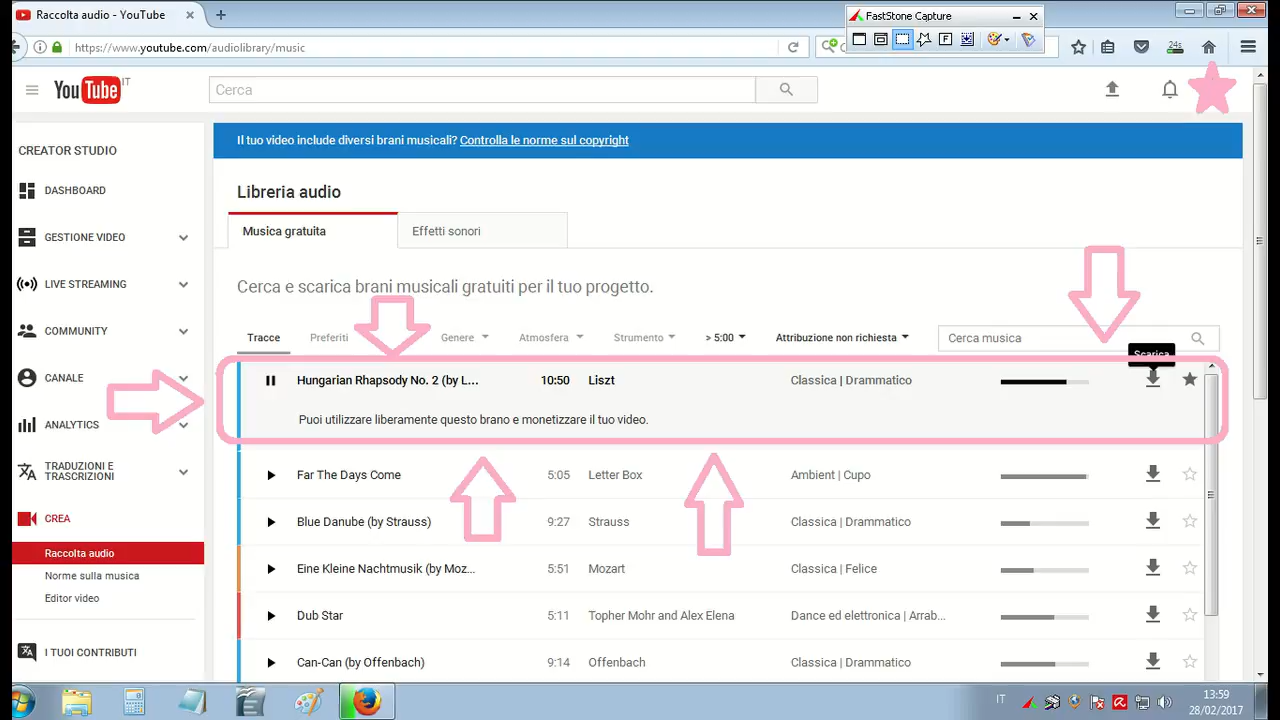 Raccolta audio - YouTube
FastStone Capture
https://www.youtube.com/audiolibrary/music
24s
YouTube IT
Cerca
CREATOR STUDIO
DASHBOARD
GESTIONE VIDEO
LIVE STREAMING
COMMUNITY
CANALE
ANALYTICS
TRADUZIONI E
TRASCRIZIONI
CREA
Raccolta audio
Norme sulla musica
Editor video
I TUOI CONTRIBUTI
Il tuo video include diversi brani musicali? Controlla le norme sul copyright
Libreria audio
Musica gratuita Effetti sonori
Cerca e scarica brani musicali gratuiti per il tuo progetto.
Tracce Preferiti Genere Atmosfera Strumento > 5:00 Attribuzione non richiesta Cerca musica
Scarica
Hungarian Rhapsody No. 2 (by L... 10:50 Liszt Classica | Drammatico
Puoi utilizzare liberamente questo brano e monetizzare il tuo video.
Far The Days Come 5:05 Letter Box Ambient | Cupo
Blue Danube (by Strauss) 9:27 Strauss Classica | Drammatico
Eine Kleine Nachtmusik (by Moz... 5:51 Mozart Classica | Felice
Dub Star 5:11 Topher Mohr and Alex Elena Dance ed elettronica | Arrab...
Can-Can (by Offenbach) 9:14 Offenbach Classica | Drammatico
IT
13:59
28/02/2017